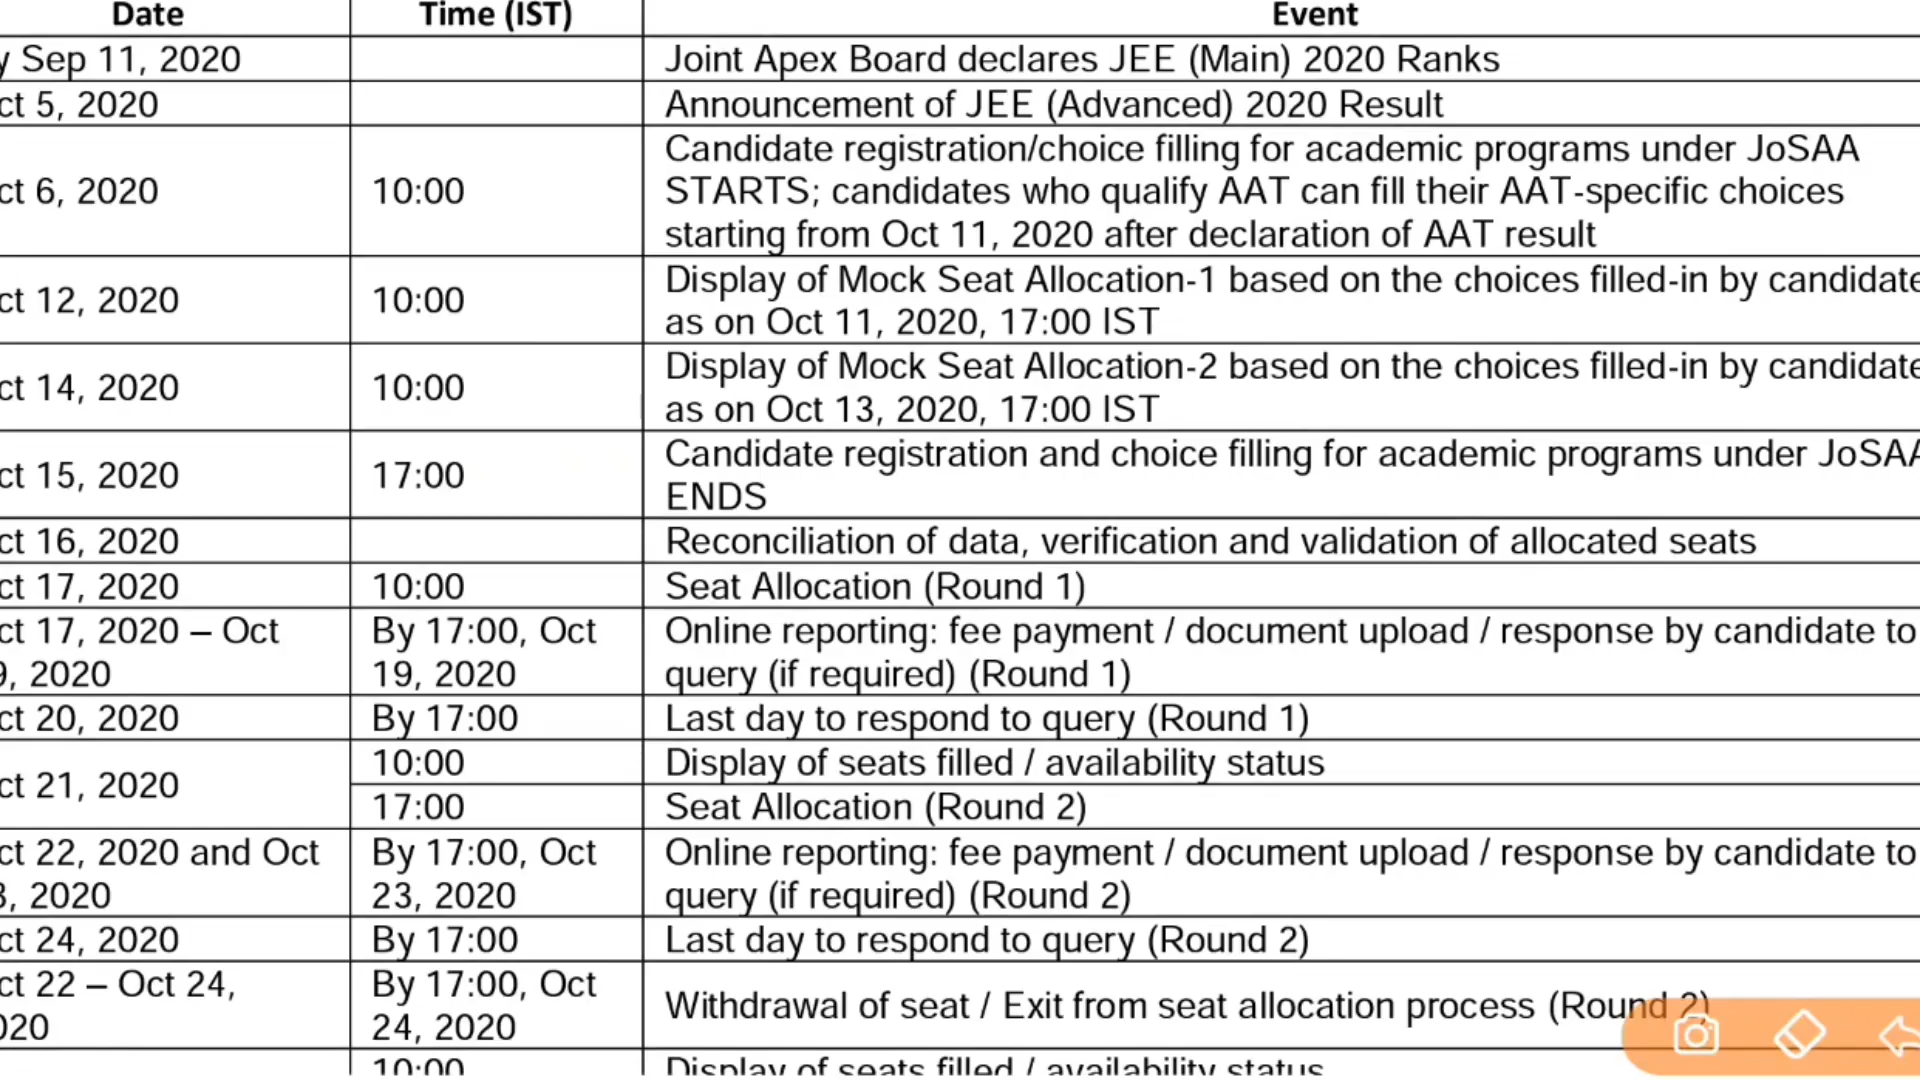 Date Time (IST) Event
y Sep 11, 2020 Joint Apex Board declares JEE (Main) 2020 Ranks
ct 5, 2020 Announcement of JEE (Advanced) 2020 Result
ct 6, 2020 10:00 Candidate registration/choice filling for academic programs under JoSAA
STARTS; candidates who qualify AAT can fill their AAT-specific choices
starting from Oct 11, 2020 after declaration of AAT result
ct 12, 2020 10:00 Display of Mock Seat Allocation-1 based on the choices filled-in by candidate
as on Oct 11, 2020, 17:00 IST
ct 14, 2020 10:00 Display of Mock Seat Allocation-2 based on the choices filled-in by candidate
as on Oct 13, 2020, 17:00 IST
ct 15, 2020 17:00 Candidate registration and choice filling for academic programs under JoSAA
ENDS
ct 16, 2020 Reconciliation of data, verification and validation of allocated seats
ct 17, 2020 10:00 Seat Allocation (Round 1)
ct 17, 2020 – Oct By 17:00, Oct Online reporting: fee payment / document upload / response by candidate to
9, 2020 19, 2020 query (if required) (Round 1)
ct 20, 2020 By 17:00 Last day to respond to query (Round 1)
ct 21, 2020 10:00 Display of seats filled / availability status
17:00 Seat Allocation (Round 2)
ct 22, 2020 and Oct By 17:00, Oct Online reporting: fee payment / document upload / response by candidate to
3, 2020 23, 2020 query (if required) (Round 2)
ct 24, 2020 By 17:00 Last day to respond to query (Round 2)
ct 22 – Oct 24, By 17:00, Oct Withdrawal of seat / Exit from seat allocation process (Round 2)
020 24, 2020
10:00 Display of seats filled / availability status